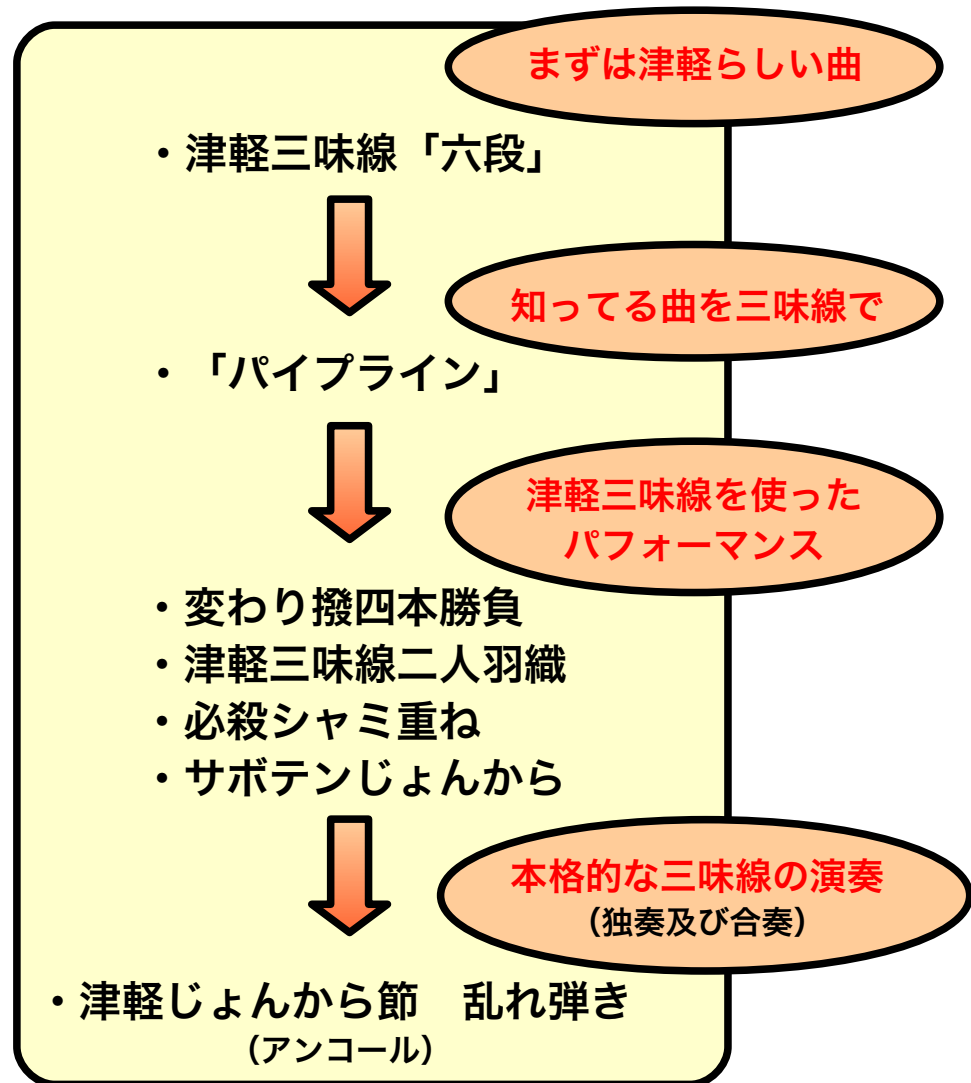 まずは津軽らしい曲
・津軽三味線「六段」
知ってる曲を三味線で
・「パイプライン」
津軽三味線を使った
パフォーマンス
・変わり撥四本勝負
・津軽三味線二人羽織
・必殺シャミ重ね
・サボテンじょんから
本格的な三味線の演奏
（独奏及び合奏）
・津軽じょんから節　乱れ弾き
（アンコール）